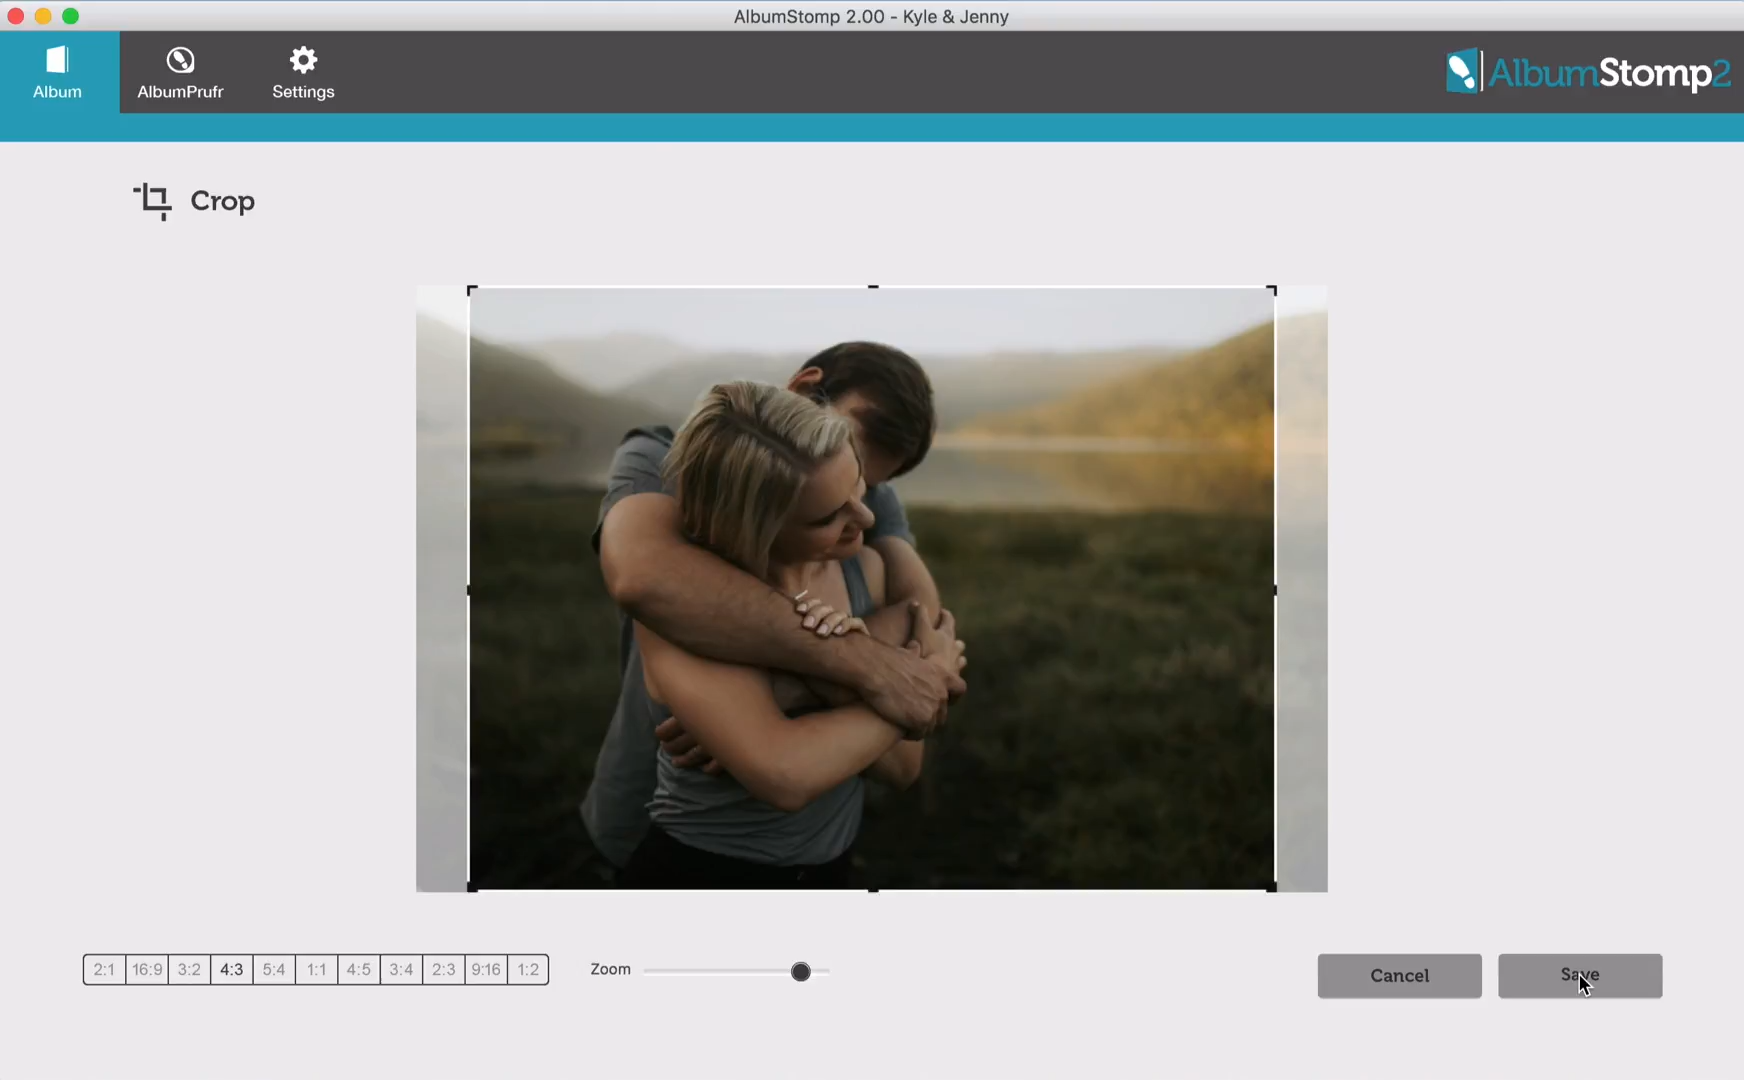 AlbumStomp 2.00 - Kyle & Jenny
Album
AlbumPrufr
Settings
AlbumStomp2
Crop
2:1 16:9 3:2 4:3 5:4 1:1 4:5 3:4 2:3 9:16 1:2
Zoom
Cancel
Save